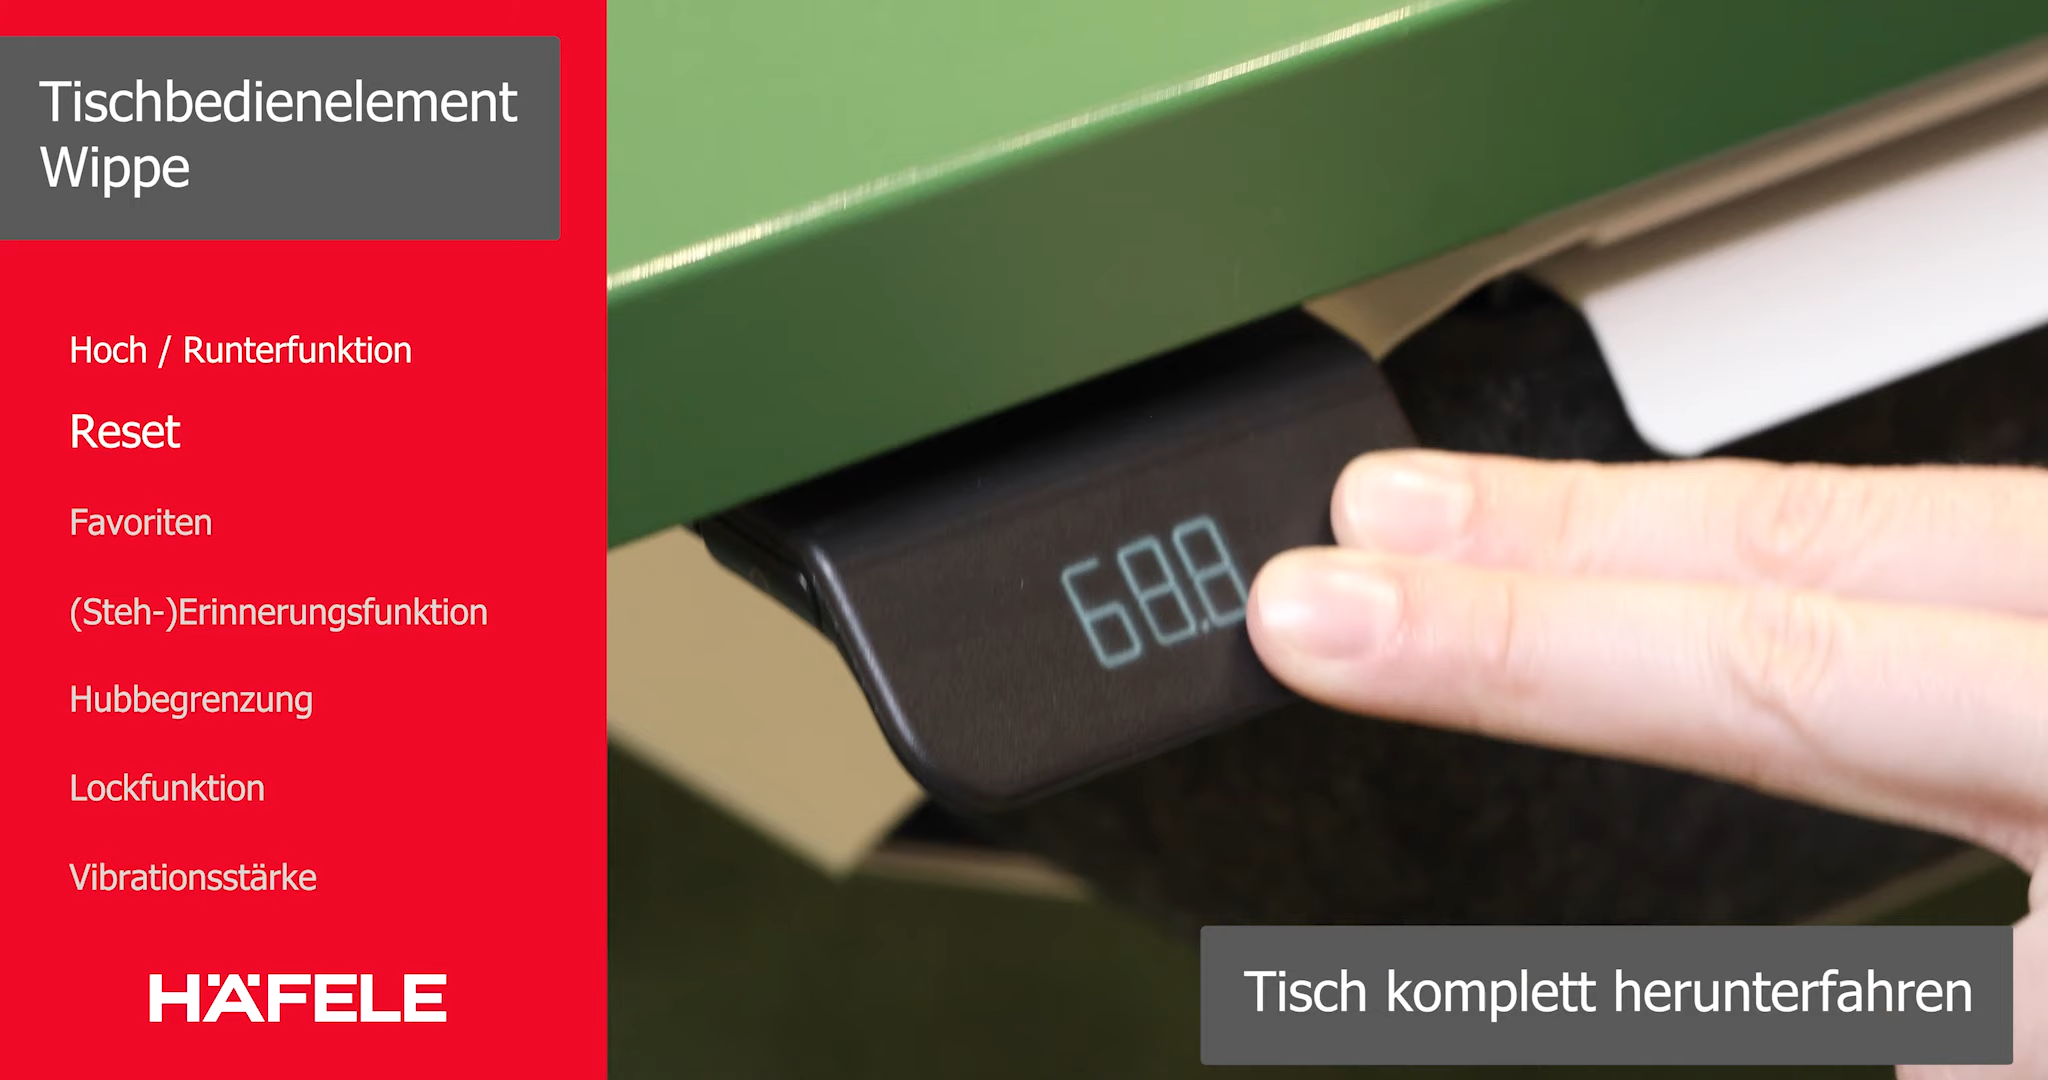 Tischbedienelement
Wippe
Hoch / Runterfunktion
Reset
Favoriten
(Steh-)Erinnerungsfunktion
Hubbegrenzung
Lockfunktion
Vibrationsstärke
HÄFELE
68.8
Tisch komplett herunterfahren